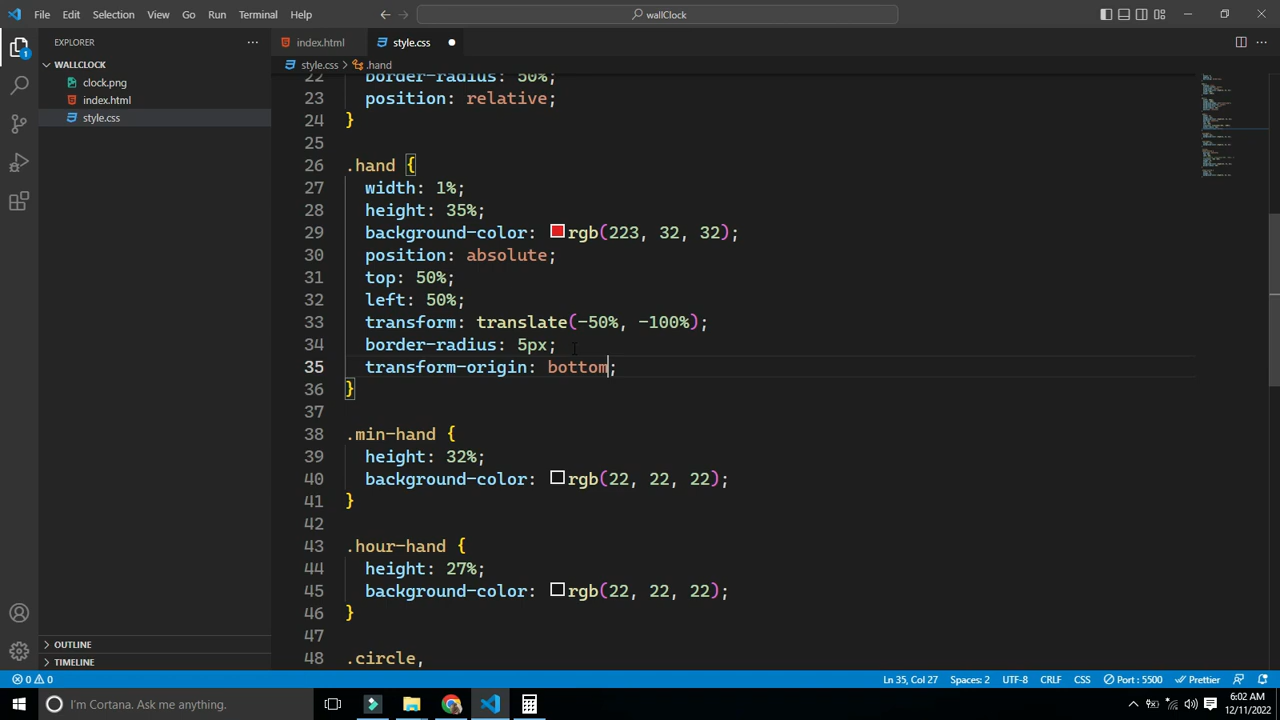 File Edit Selection View Go Run Terminal Help
wallClock
EXPLORER
index.html
style.css
WALLCLOCK
style.css > .hand
clock.png
index.html
style.css
22 border-radius: 50%;
23 position: relative;
24 }
25
26 .hand {
27 width: 1%;
28 height: 35%;
29 background-color: rgb(223, 32, 32);
30 position: absolute;
31 top: 50%;
32 left: 50%;
33 transform: translate(-50%, -100%);
34 border-radius: 5px;
35 transform-origin: bottom;
36 }
37
38 .min-hand {
39 height: 32%;
40 background-color: rgb(22, 22, 22);
41 }
42
43 .hour-hand {
44 height: 27%;
45 background-color: rgb(22, 22, 22);
46 }
47
48 .circle,
OUTLINE
TIMELINE
0 0 Ln 35, Col 27 Spaces: 2 UTF-8 CRLF CSS Port : 5500 Prettier
I'm Cortana. Ask me anything.
6:02 AM
12/11/2022
1